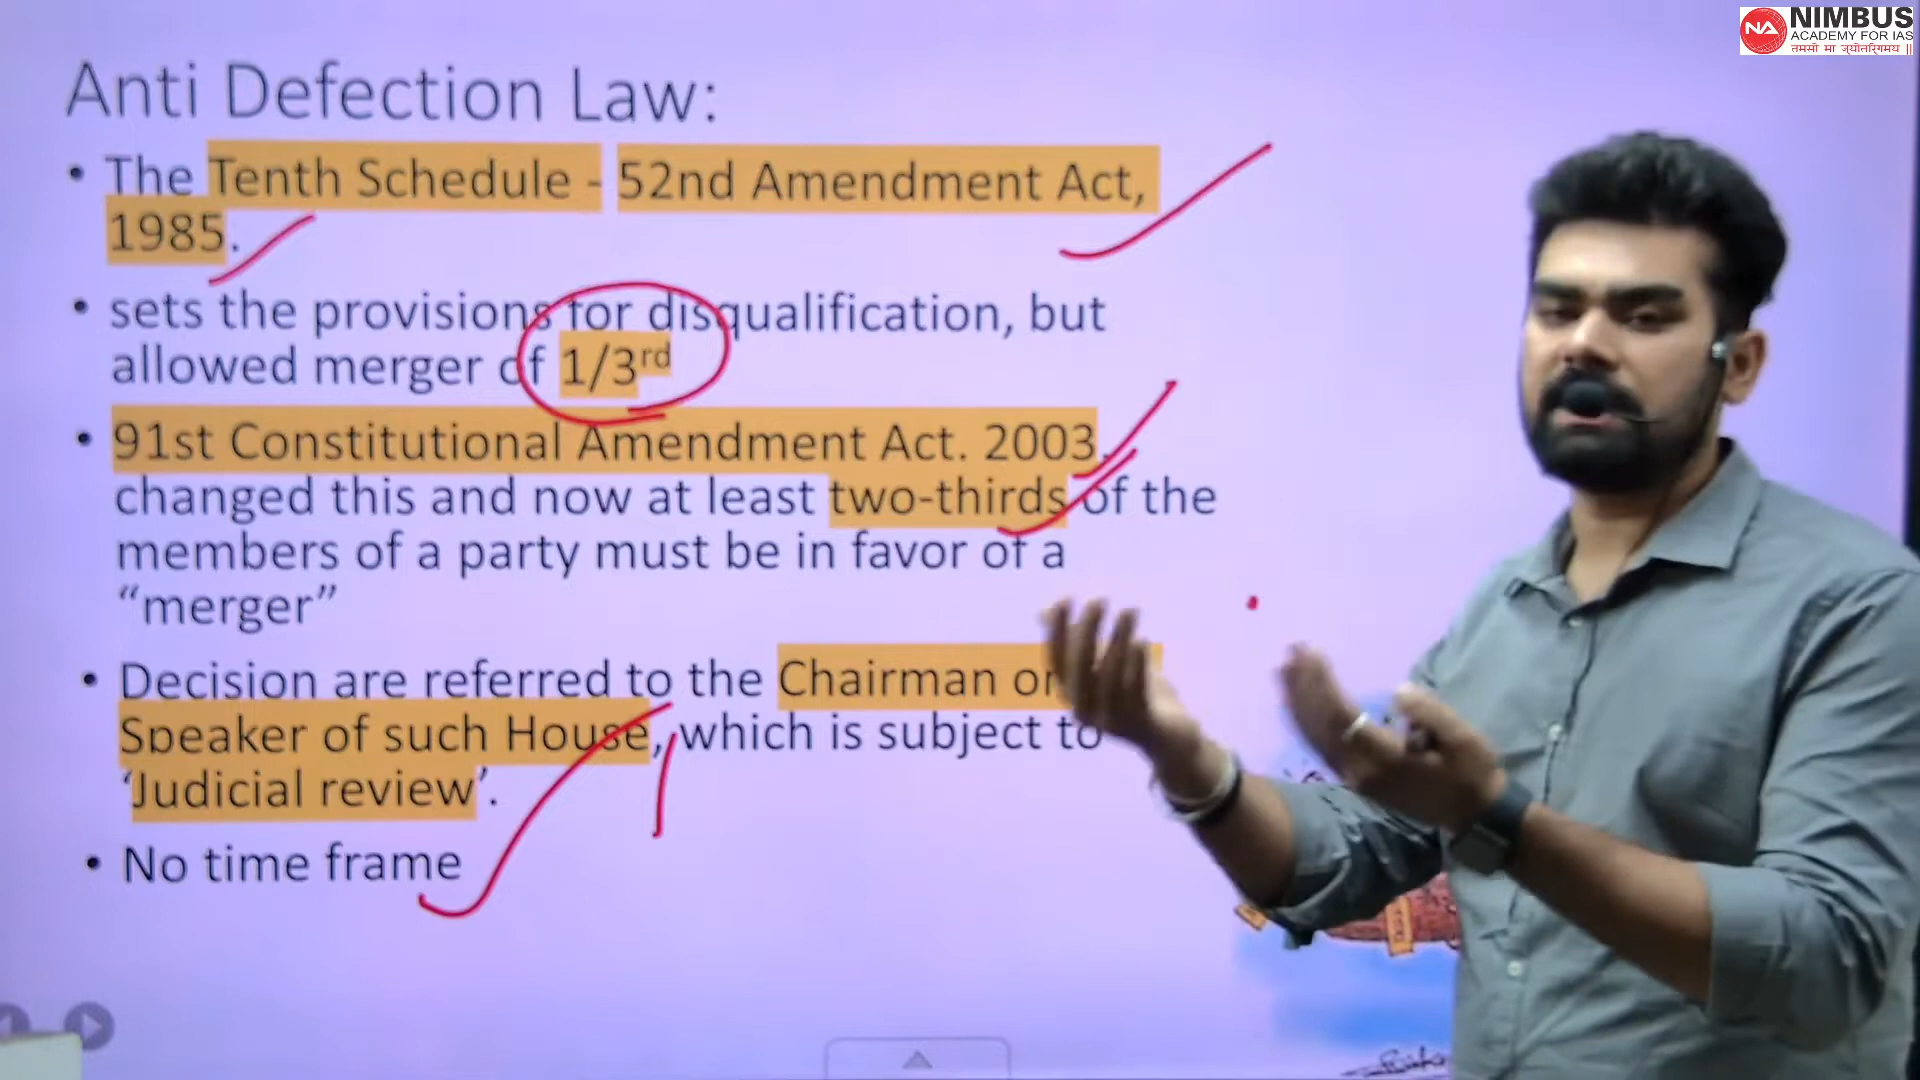 NIMBUS
ACADEMY FOR IAS
तमसो मा ज्योतिर्गमय ||
Anti Defection Law:
• The Tenth Schedule - 52nd Amendment Act,
1985.
• sets the provisions for disqualification, but
allowed merger of 1/3rd
• 91st Constitutional Amendment Act. 2003,
changed this and now at least two-thirds of the
members of a party must be in favor of a
“merger”
• Decision are referred to the Chairman or
Speaker of such House, which is subject to
‘Judicial review’.
• No time frame